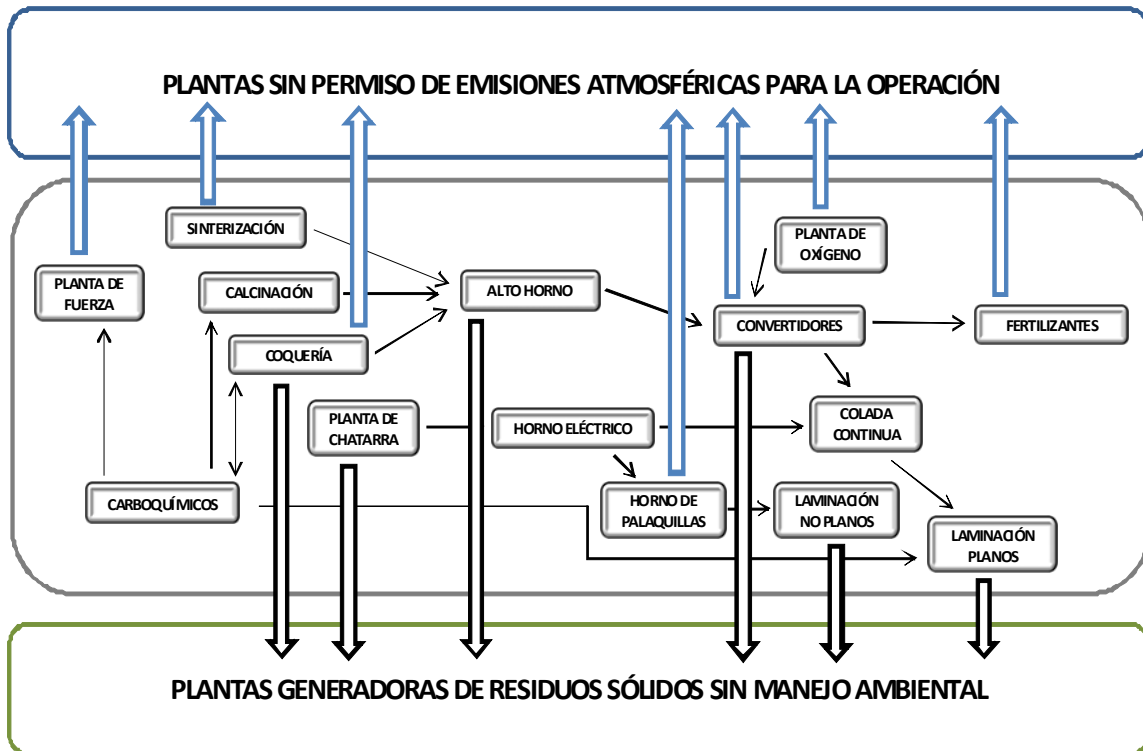 PLANTAS SIN PERMISO DE EMISIONES ATMOSFÉRICAS PARA LA OPERACIÓN
SINTERIZACIÓN
PLANTA DE
OXÍGENO
PLANTA DE
FUERZA
CALCINACIÓN
ALTO HORNO
CONVERTIDORES
FERTILIZANTES
COQUERÍA
PLANTA DE
CHATARRA
HORNO ELÉCTRICO
COLADA
CONTINUA
CARBOQUÍMICOS
HORNO DE
PALAQUILLAS
LAMINACIÓN
NO PLANOS
LAMINACIÓN
PLANOS
PLANTAS GENERADORAS DE RESIDUOS SÓLIDOS SIN MANEJO AMBIENTAL